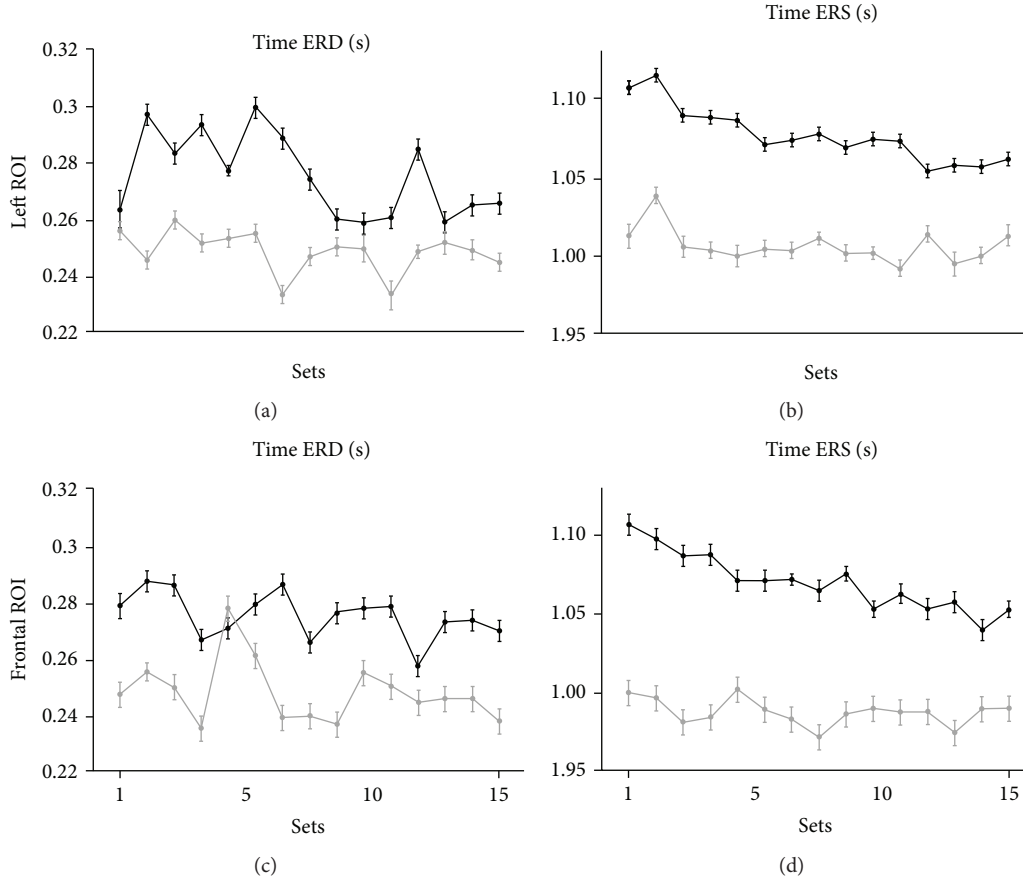 Time ERD (s)
0.32
0.3
0.28
0.26
0.24
0.22
Left ROI
Sets
(a)
Time ERS (s)
1.10
1.05
1.00
1.95
Sets
(b)
Time ERD (s)
0.32
0.3
0.28
0.26
0.24
0.22
Frontal ROI
1 5 10 15
Sets
(c)
Time ERS (s)
1.10
1.05
1.00
1.95
1 5 10 15
Sets
(d)